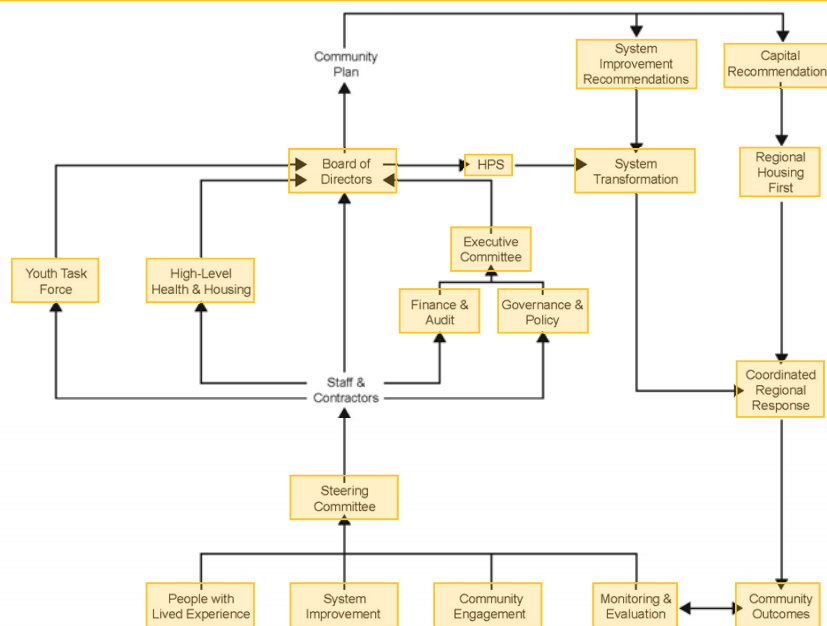 Community
Plan
System
Improvement
Recommendations
Capital
Recommendation
Board of
Directors
HPS
System
Transformation
Regional
Housing
First
Executive
Committee
Youth Task
Force
High-Level
Health & Housing
Finance &
Audit
Governance &
Policy
Staff &
Contractors
Coordinated
Regional
Response
Steering
Committee
People with
Lived Experience
System
Improvement
Community
Engagement
Monitoring &
Evaluation
Community
Outcomes